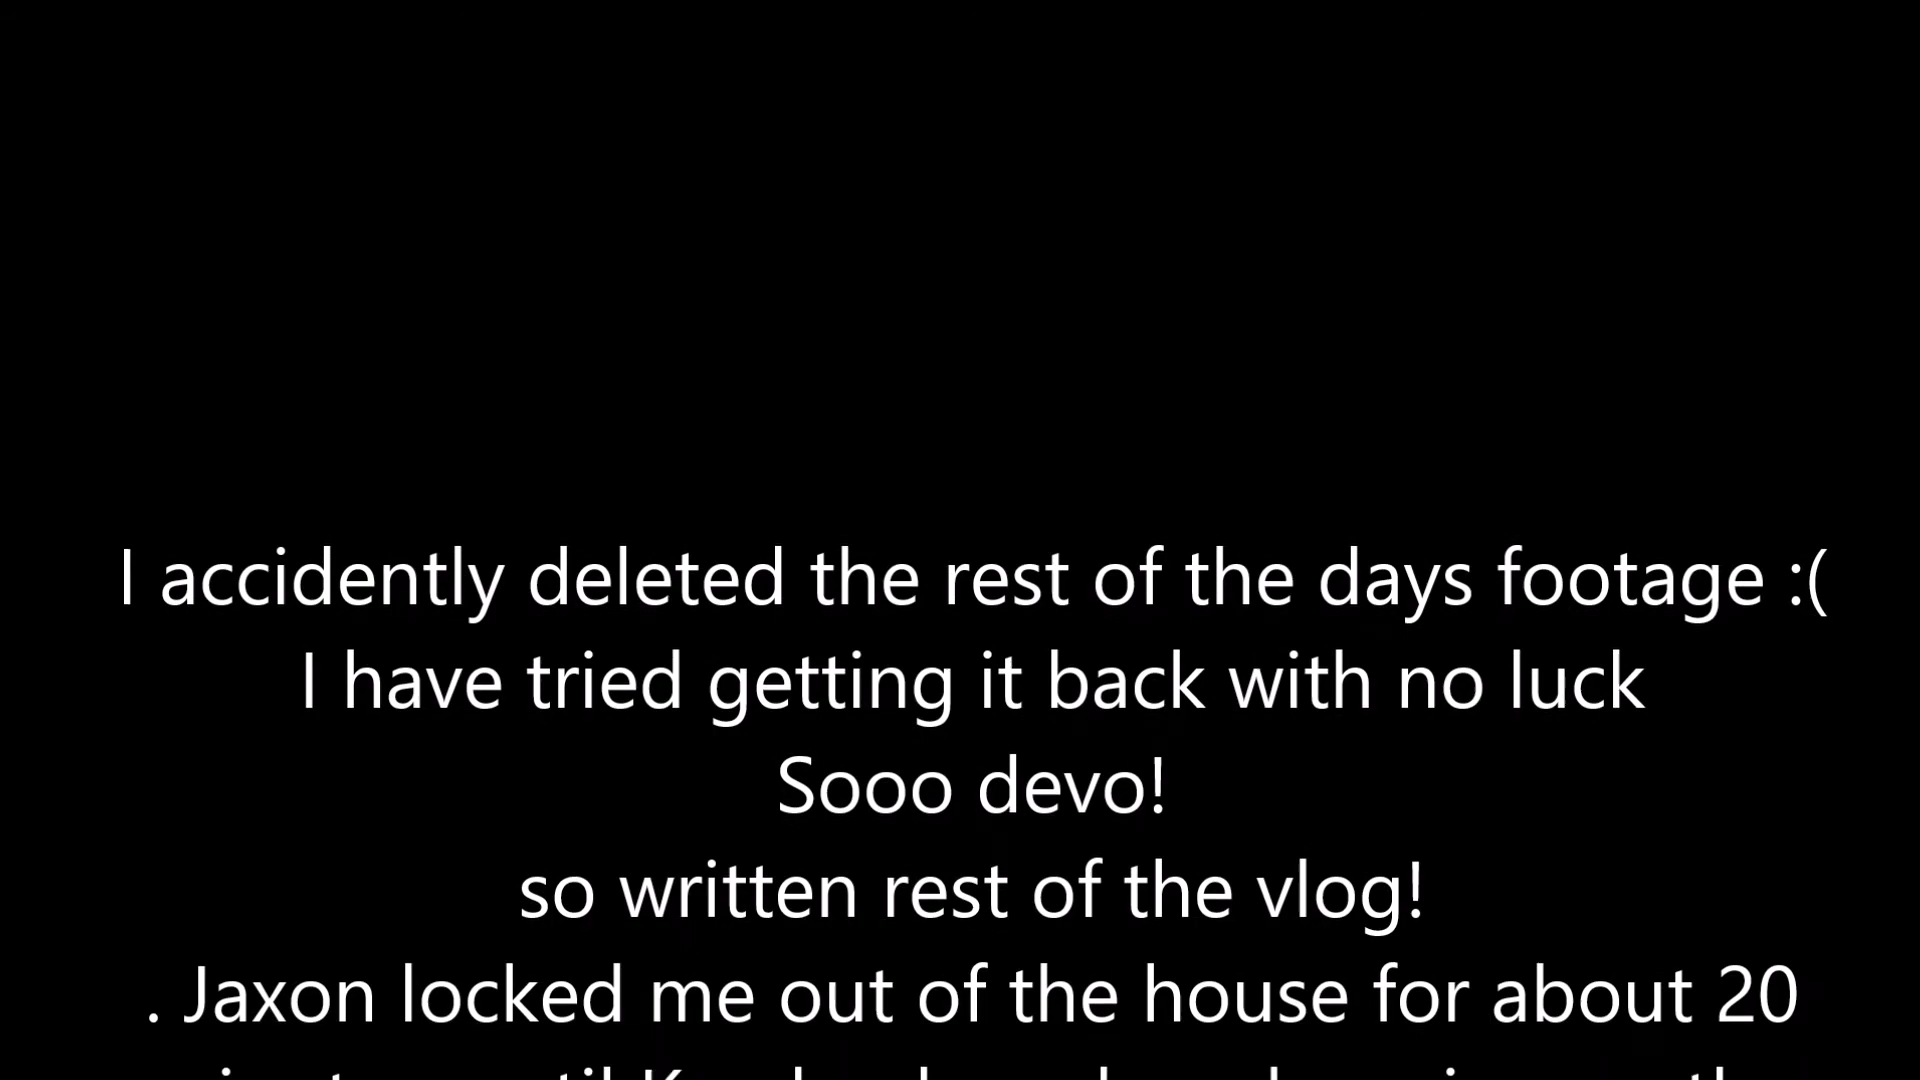 I accidently deleted the rest of the days footage :(
I have tried getting it back with no luck
Sooo devo!
so written rest of the vlog!
. Jaxon locked me out of the house for about 20